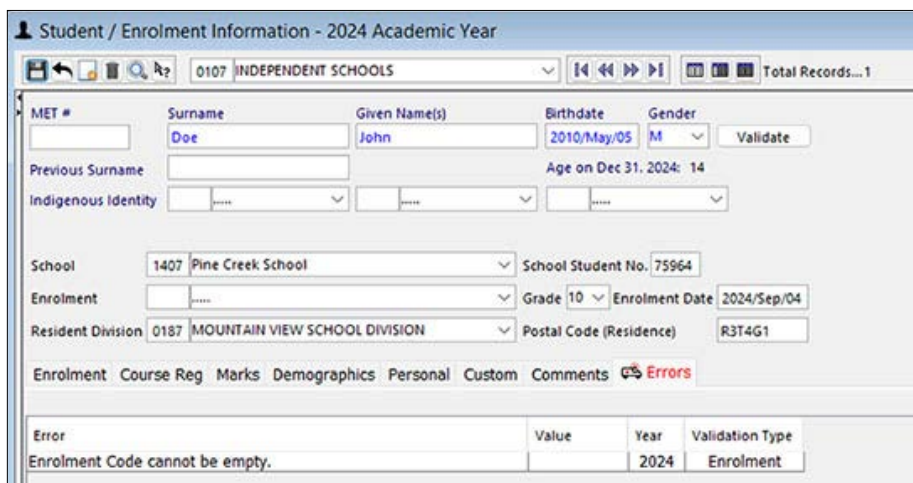 Student / Enrolment Information - 2024 Academic Year
0107 INDEPENDENT SCHOOLS Total Records...1
MET # Surname Given Name(s) Birthdate Gender
Doe John 2010/May/05 M Validate
Previous Surname Age on Dec 31. 2024: 14
Indigenous Identity ..... ..... .....
School 1407 Pine Creek School School Student No. 75964
Enrolment ..... Grade 10 Enrolment Date 2024/Sep/04
Resident Division 0187 MOUNTAIN VIEW SCHOOL DIVISION Postal Code (Residence) R3T4G1
Enrolment Course Reg Marks Demographics Personal Custom Comments Errors
Error Value Year Validation Type
Enrolment Code cannot be empty. 2024 Enrolment